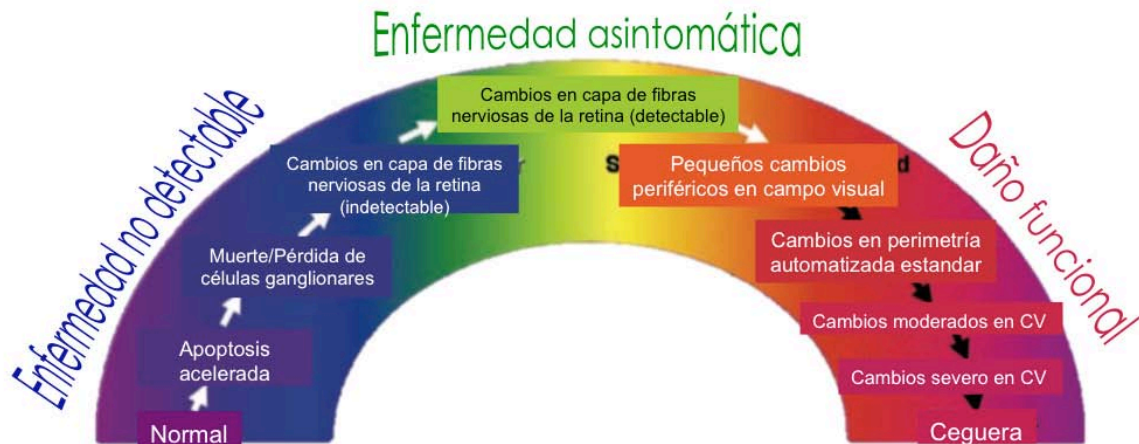 Enfermedad asintomática
Enfermedad no detectable
Daño funcional
Normal
Apoptosis
acelerada
Muerte/Pérdida de
células ganglionares
Cambios en capa de fibras
nerviosas de la retina
(indetectable)
Cambios en capa de fibras
nerviosas de la retina (detectable)
Pequeños cambios
periféricos en campo visual
Cambios en perimetría
automatizada estandar
Cambios moderados en CV
Cambios severo en CV
Ceguera